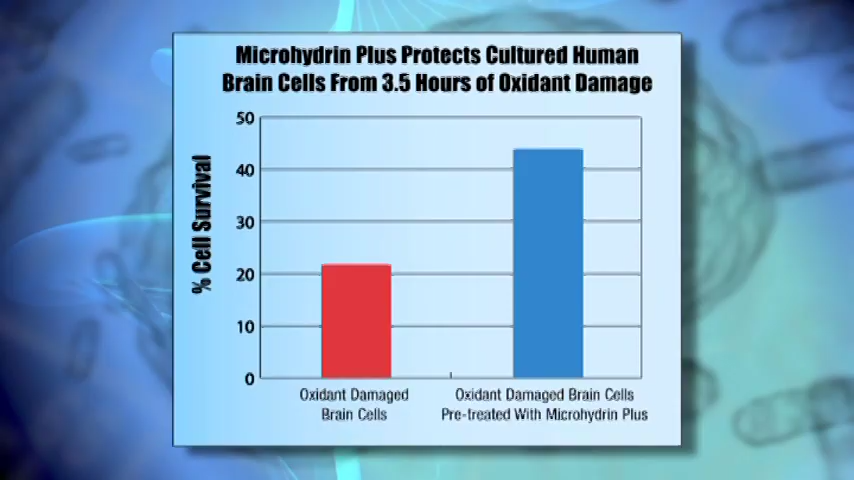 Microhydrin Plus Protects Cultured Human
Brain Cells From 3.5 Hours of Oxidant Damage
% Cell Survival
50
40
30
20
10
0
Oxidant Damaged
Brain Cells
Oxidant Damaged Brain Cells
Pre-treated With Microhydrin Plus